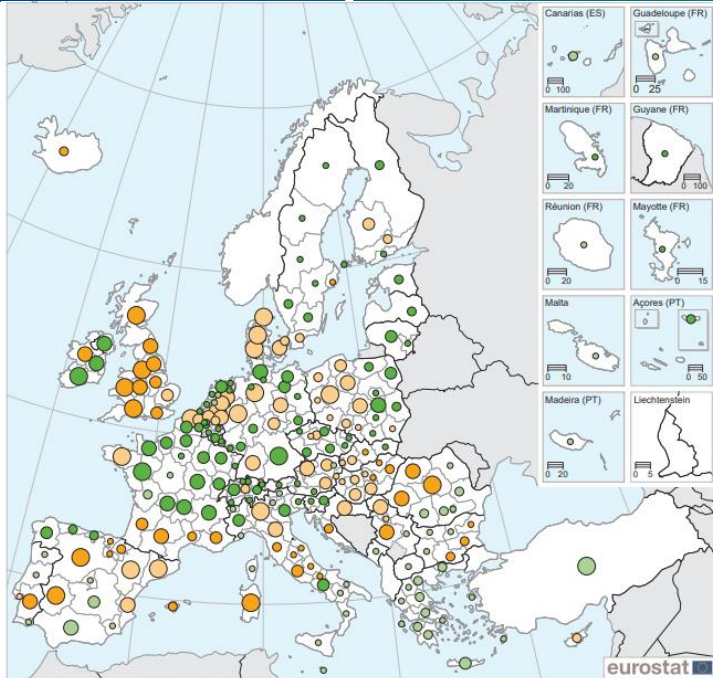 Canarias (ES)
0 100
Guadeloupe (FR)
0 25
Martinique (FR)
0 20
Guyane (FR)
0 100
Réunion (FR)
0 20
Mayotte (FR)
0 15
Malta
0 10
Açores (PT)
0 50
Madeira (PT)
0 20
Liechtenstein
0 5
eurostat